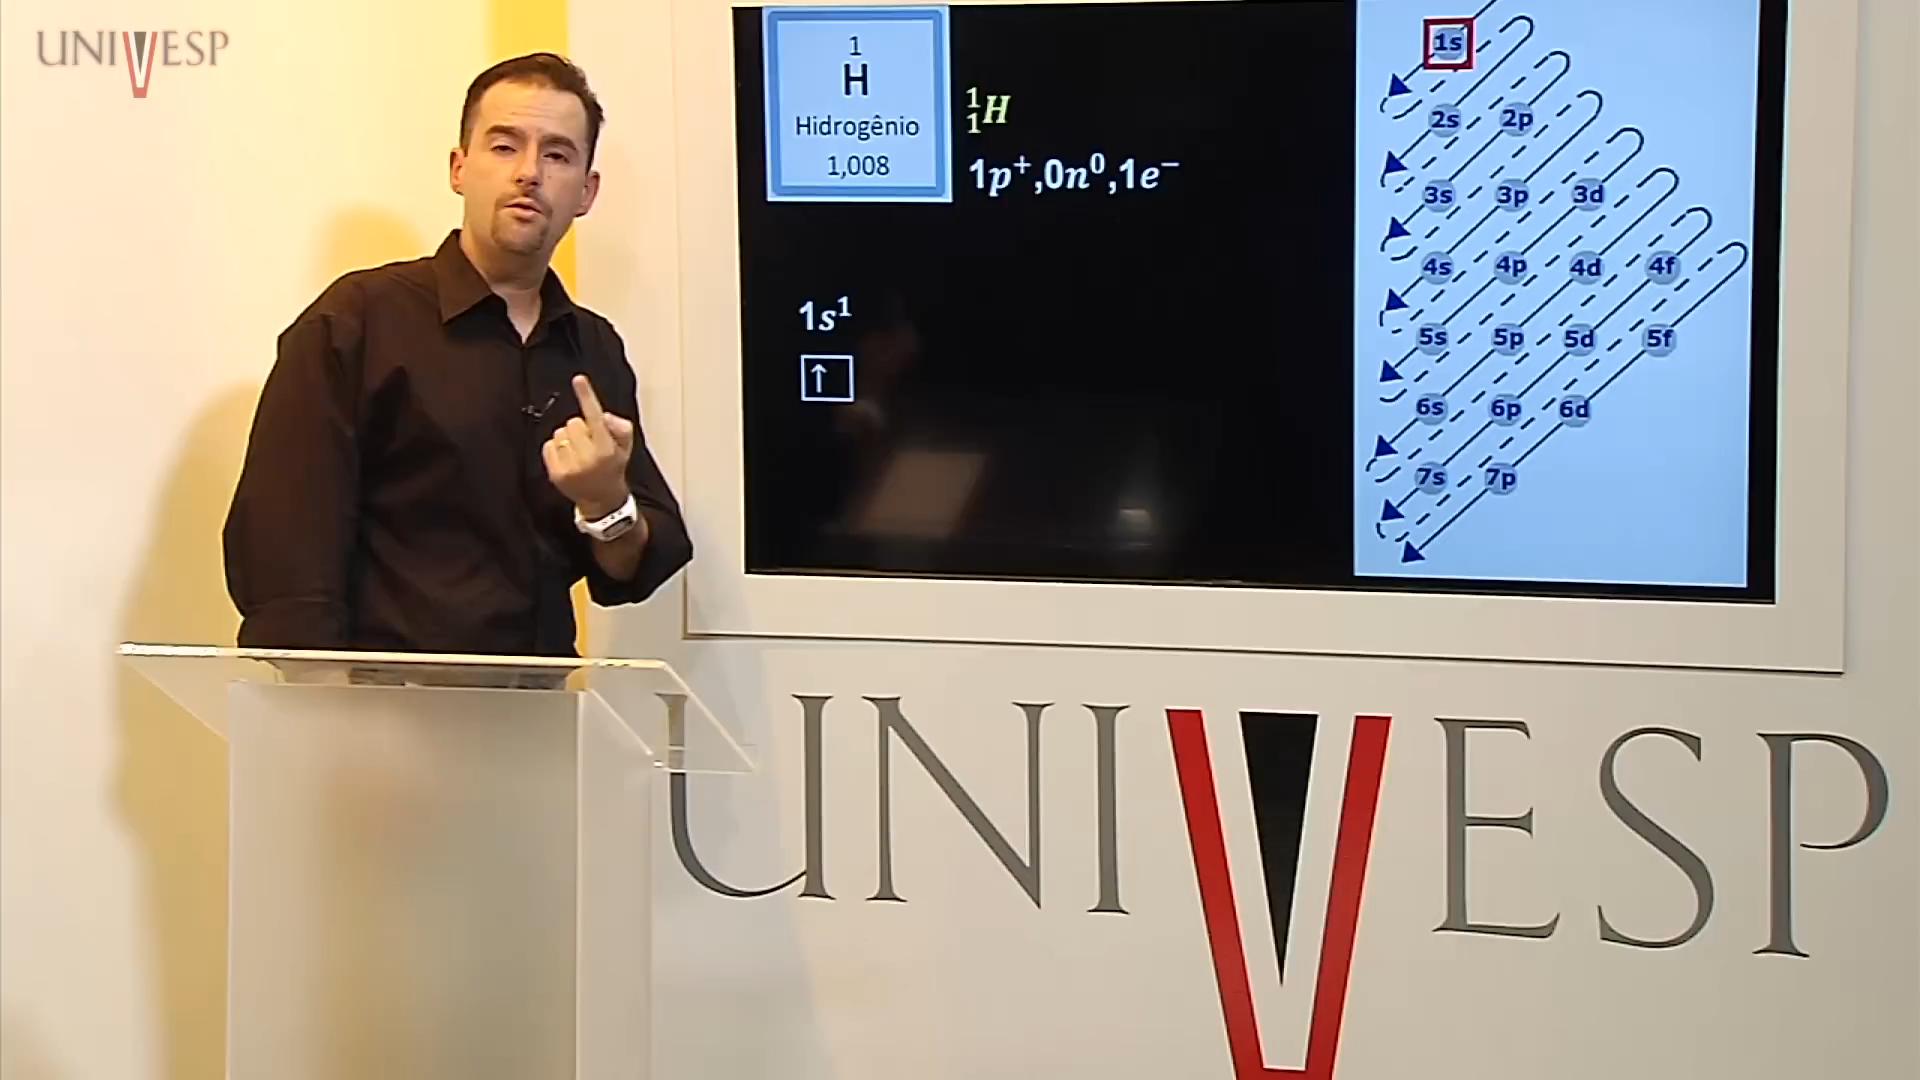 UNIVESP
1
H
Hidrogênio
1,008
¹₁H
1p⁺,0n⁰,1e⁻
1s¹
↑
1s
2s 2p
3s 3p 3d
4s 4p 4d 4f
5s 5p 5d 5f
6s 6p 6d
7s 7p
UNIVESP